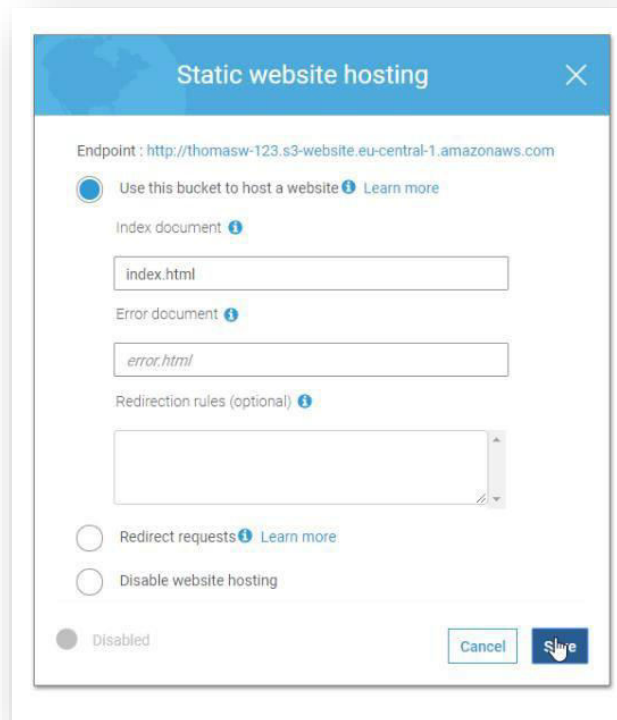 Static website hosting
Endpoint : http://thomasw-123.s3-website.eu-central-1.amazonaws.com
Use this bucket to host a website Learn more
Index document
index.html
Error document
error.html
Redirection rules (optional)
Redirect requests Learn more
Disable website hosting
Disabled
Cancel